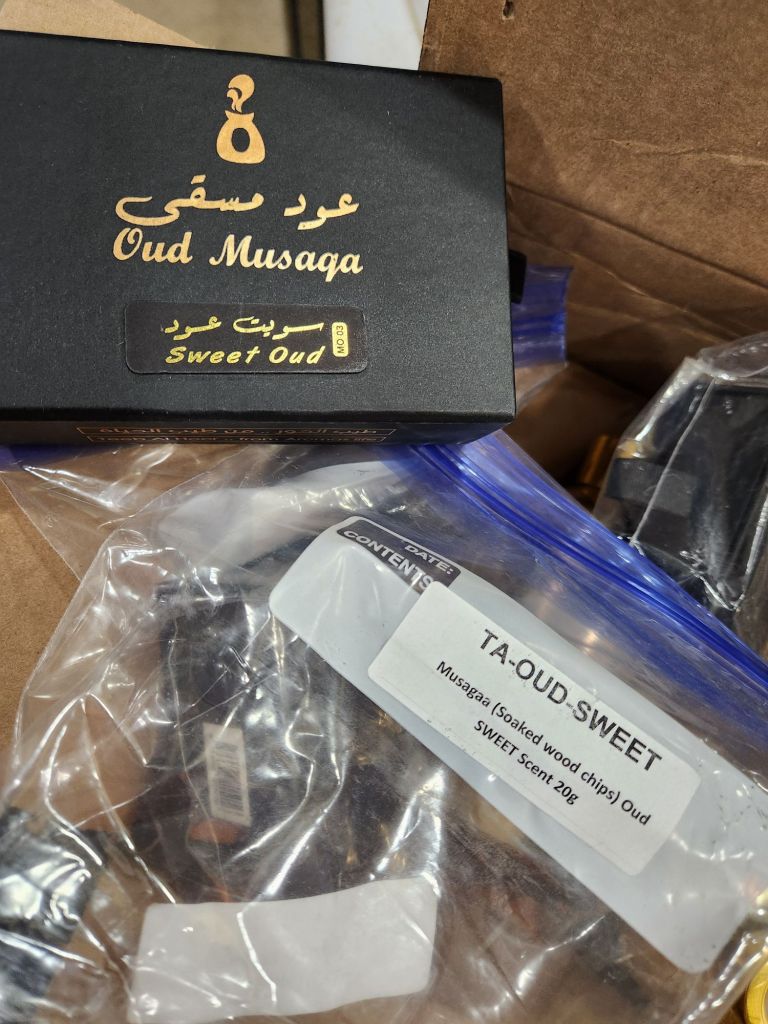 عود مسقى
Oud Musaqa
سويت عود
Sweet Oud
MO 03
DATE:
CONTENTS
TA-OUD-SWEET
Musagaa (Soaked wood chips) Oud
SWEET Scent 20g